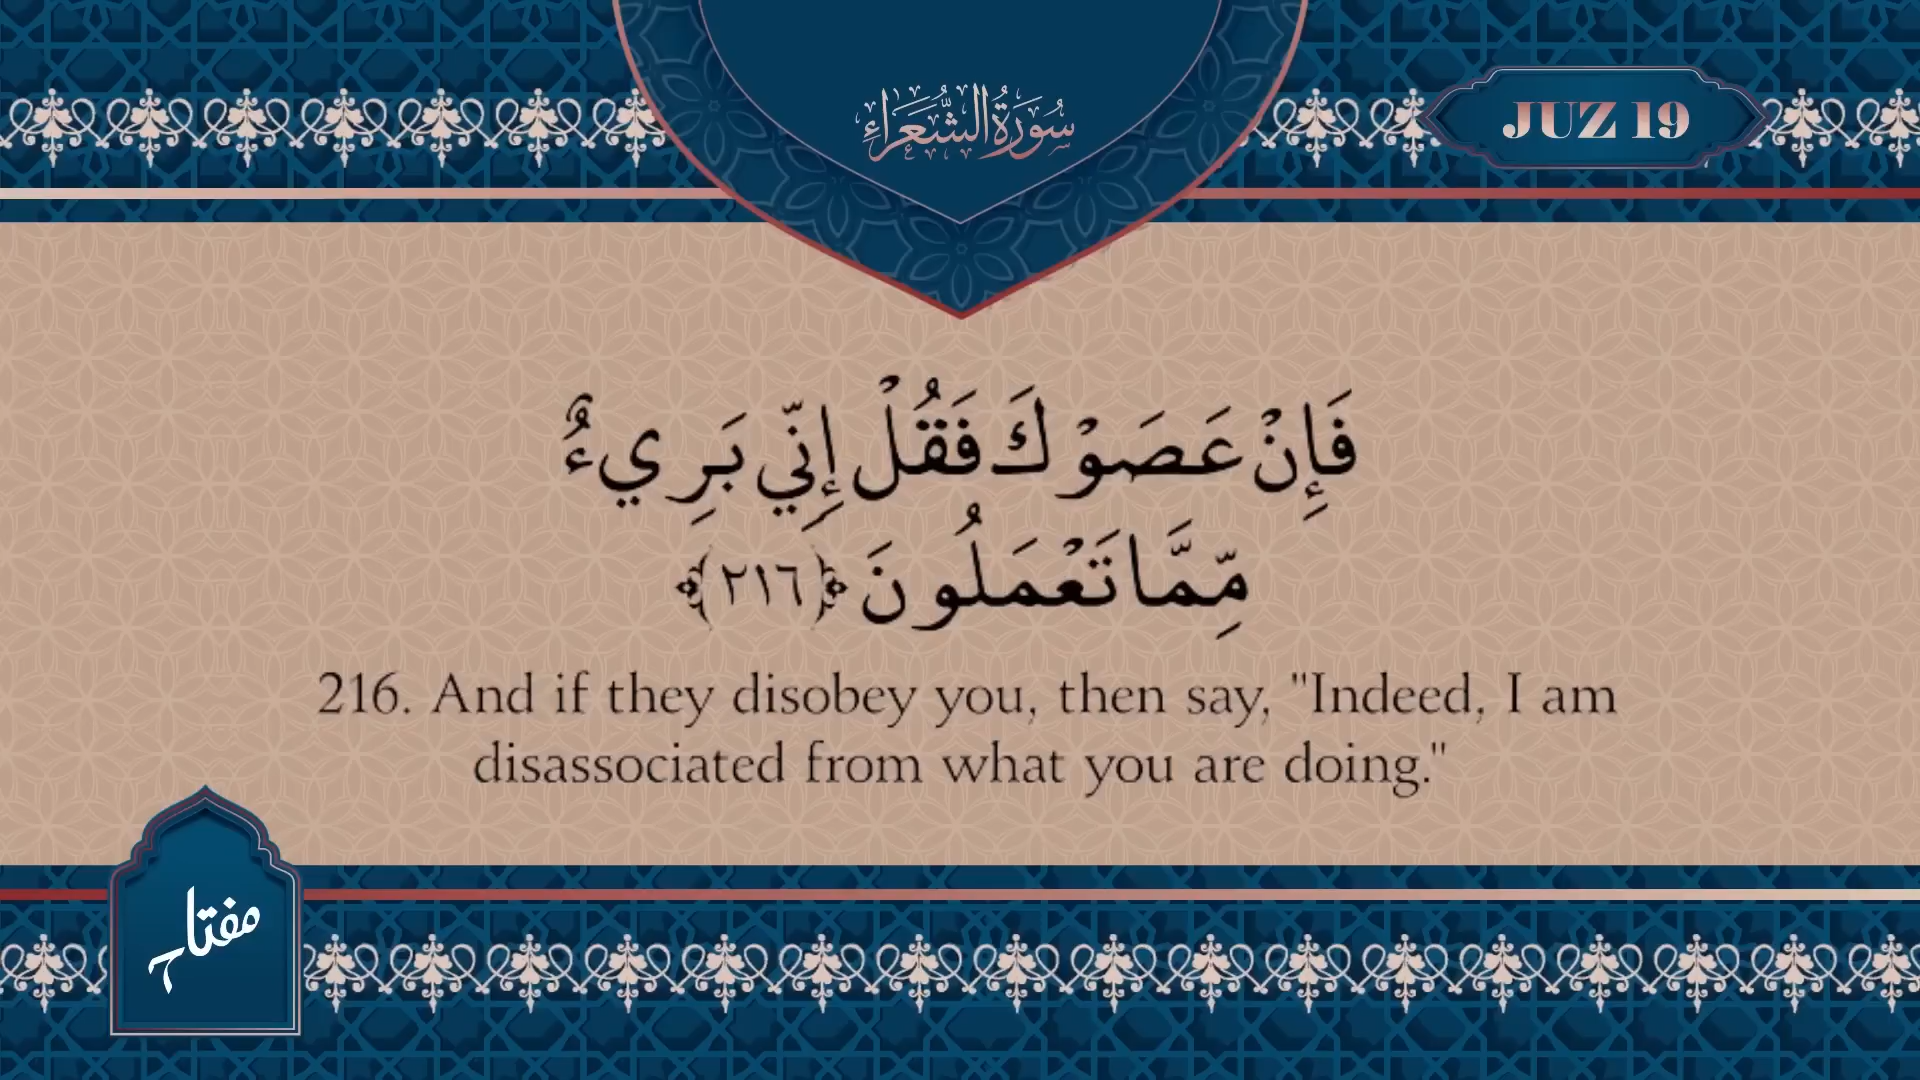 سُورَةُ الشُّعَرَاءِ
JUZ 19
فَإِنْ عَصَوْكَ فَقُلْ إِنِّي بَرِيءٌ
مِّمَّا تَعْمَلُونَ ﴿٢١٦﴾
216. And if they disobey you, then say, "Indeed, I am
disassociated from what you are doing."
مفتاح